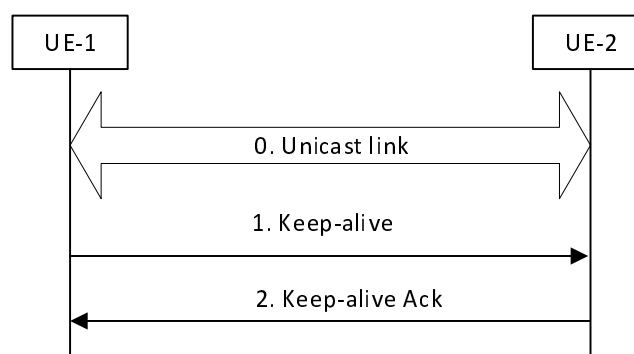 UE-1
UE-2
0. Unicast link
1. Keep-alive
2. Keep-alive Ack